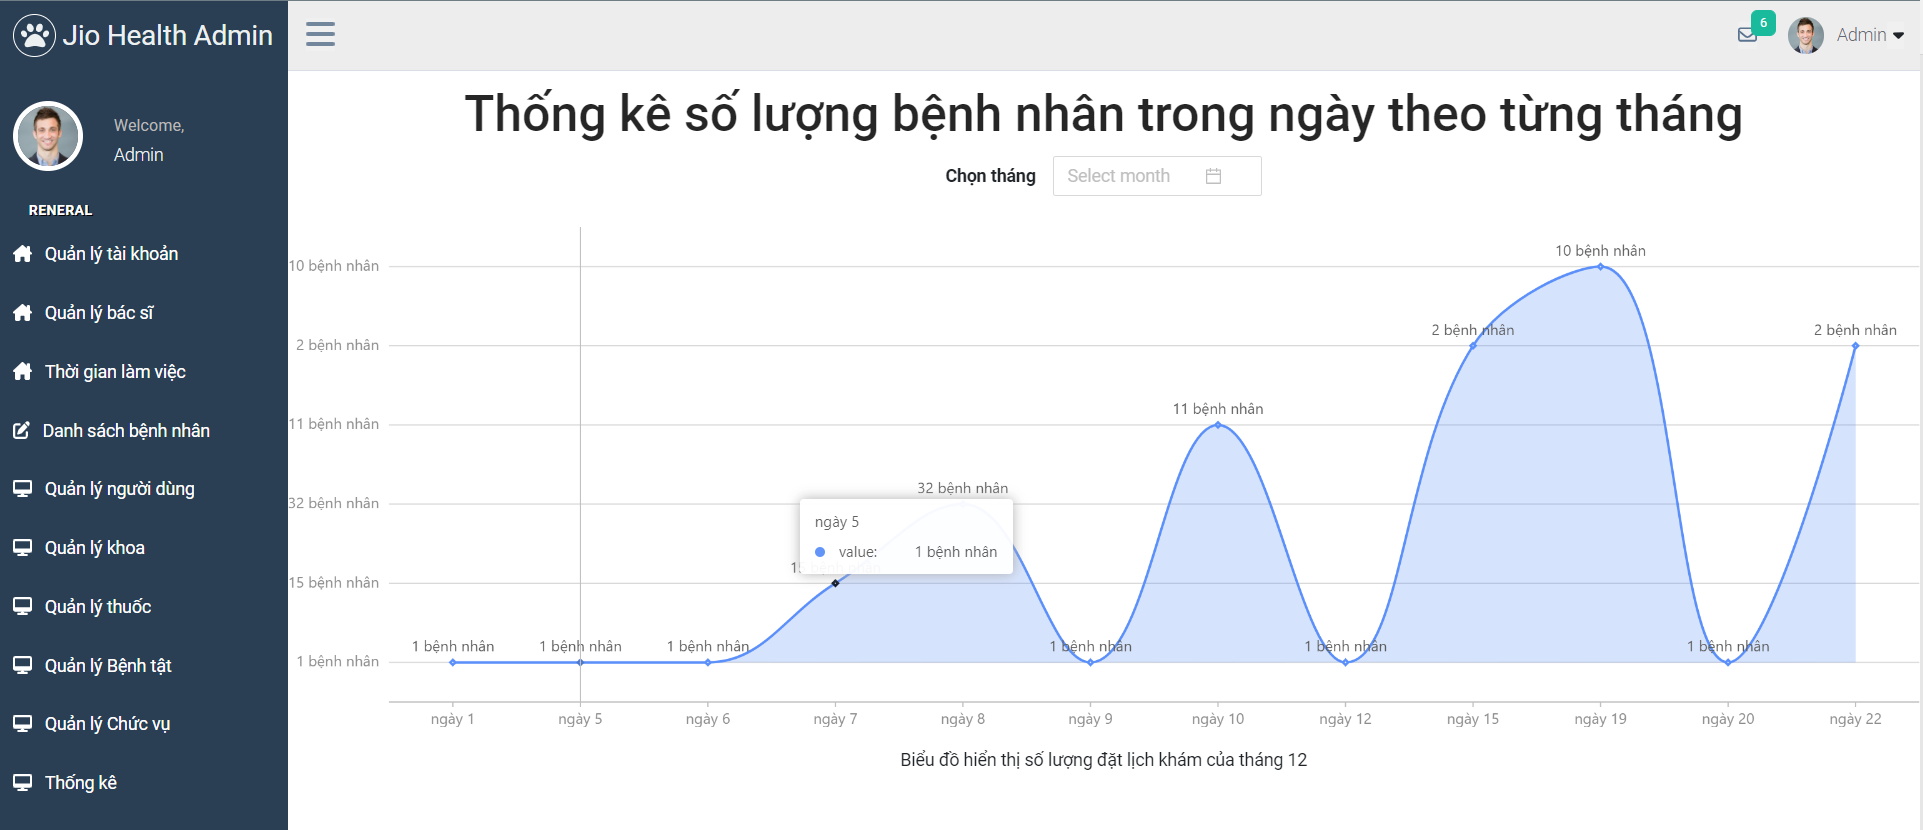 Jio Health Admin
6
Admin
Welcome,
Admin
RENERAL
Quản lý tài khoản
Quản lý bác sĩ
Thời gian làm việc
Danh sách bệnh nhân
Quản lý người dùng
Quản lý khoa
Quản lý thuốc
Quản lý Bệnh tật
Quản lý Chức vụ
Thống kê
Thống kê số lượng bệnh nhân trong ngày theo từng tháng
Chọn tháng
Select month
10 bệnh nhân
2 bệnh nhân
11 bệnh nhân
32 bệnh nhân
15 bệnh nhân
1 bệnh nhân
10 bệnh nhân
2 bệnh nhân
2 bệnh nhân
11 bệnh nhân
32 bệnh nhân
ngày 5
value: 1 bệnh nhân
15 bệnh nhân
1 bệnh nhân
1 bệnh nhân
1 bệnh nhân
1 bệnh nhân
1 bệnh nhân
1 bệnh nhân
ngày 1
ngày 5
ngày 6
ngày 7
ngày 8
ngày 9
ngày 10
ngày 12
ngày 15
ngày 19
ngày 20
ngày 22
Biểu đồ hiển thị số lượng đặt lịch khám của tháng 12